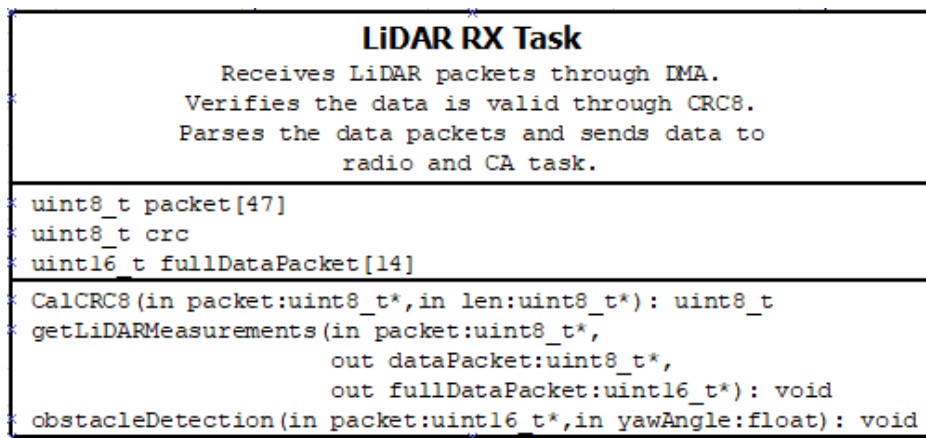 LiDAR RX Task
Receives LiDAR packets through DMA.
Verifies the data is valid through CRC8.
Parses the data packets and sends data to
radio and CA task.
uint8_t packet[47]
uint8_t crc
uint16_t fullDataPacket[14]
CalCRC8(in packet:uint8_t*,in len:uint8_t*): uint8_t
getLiDARMeasurements(in packet:uint8_t*,
out dataPacket:uint8_t*,
out fullDataPacket:uint16_t*): void
obstacleDetection(in packet:uint16_t*,in yawAngle:float): void